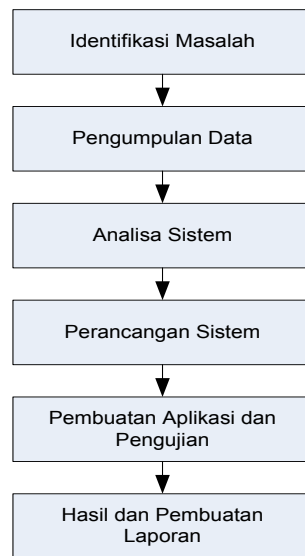 Identifikasi Masalah
Pengumpulan Data
Analisa Sistem
Perancangan Sistem
Pembuatan Aplikasi dan
Pengujian
Hasil dan Pembuatan
Laporan